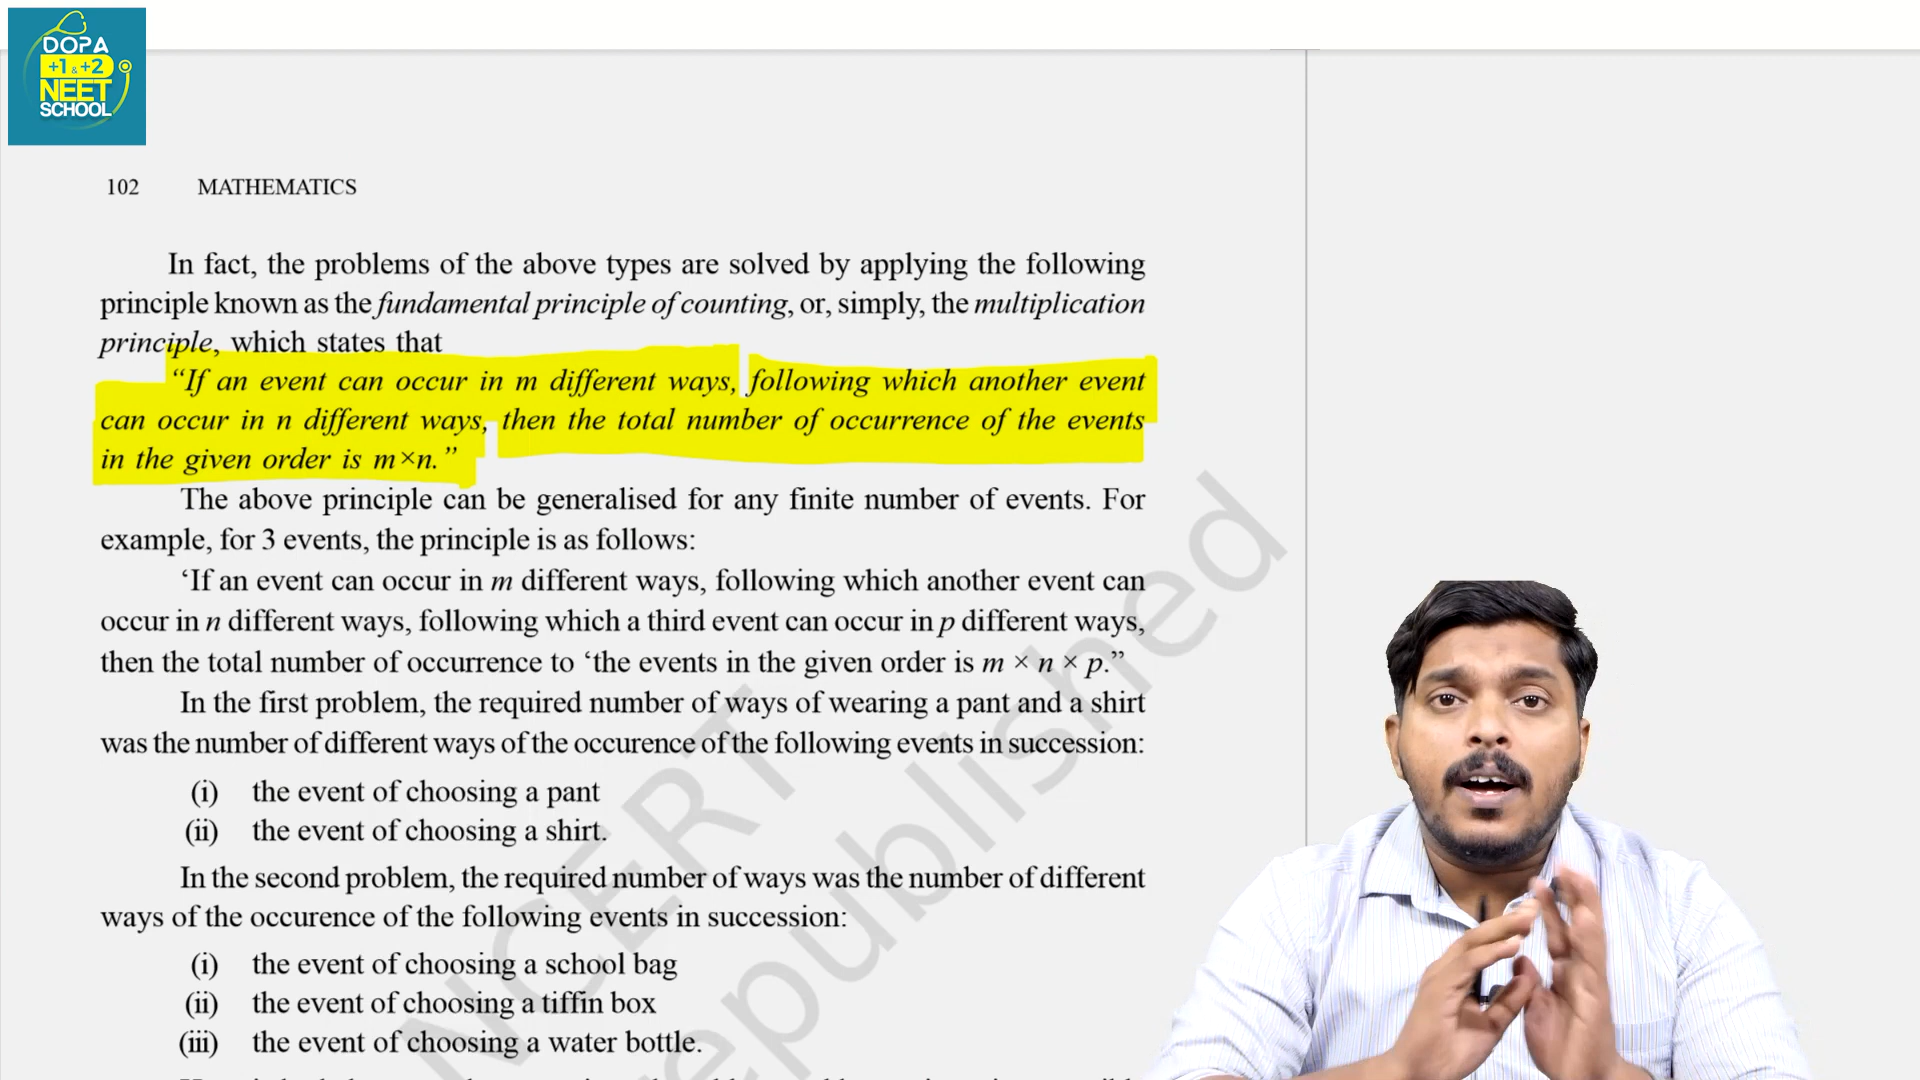 DOPA
+1 & +2
NEET
SCHOOL
102 MATHEMATICS
In fact, the problems of the above types are solved by applying the following
principle known as the fundamental principle of counting, or, simply, the multiplication
principle, which states that
“If an event can occur in m different ways, following which another event
can occur in n different ways, then the total number of occurrence of the events
in the given order is m×n.”
The above principle can be generalised for any finite number of events. For
example, for 3 events, the principle is as follows:
‘If an event can occur in m different ways, following which another event can
occur in n different ways, following which a third event can occur in p different ways,
then the total number of occurrence to ‘the events in the given order is m × n × p.”
In the first problem, the required number of ways of wearing a pant and a shirt
was the number of different ways of the occurence of the following events in succession:
(i) the event of choosing a pant
(ii) the event of choosing a shirt.
In the second problem, the required number of ways was the number of different
ways of the occurence of the following events in succession:
(i) the event of choosing a school bag
(ii) the event of choosing a tiffin box
(iii) the event of choosing a water bottle.
NCERT
republished